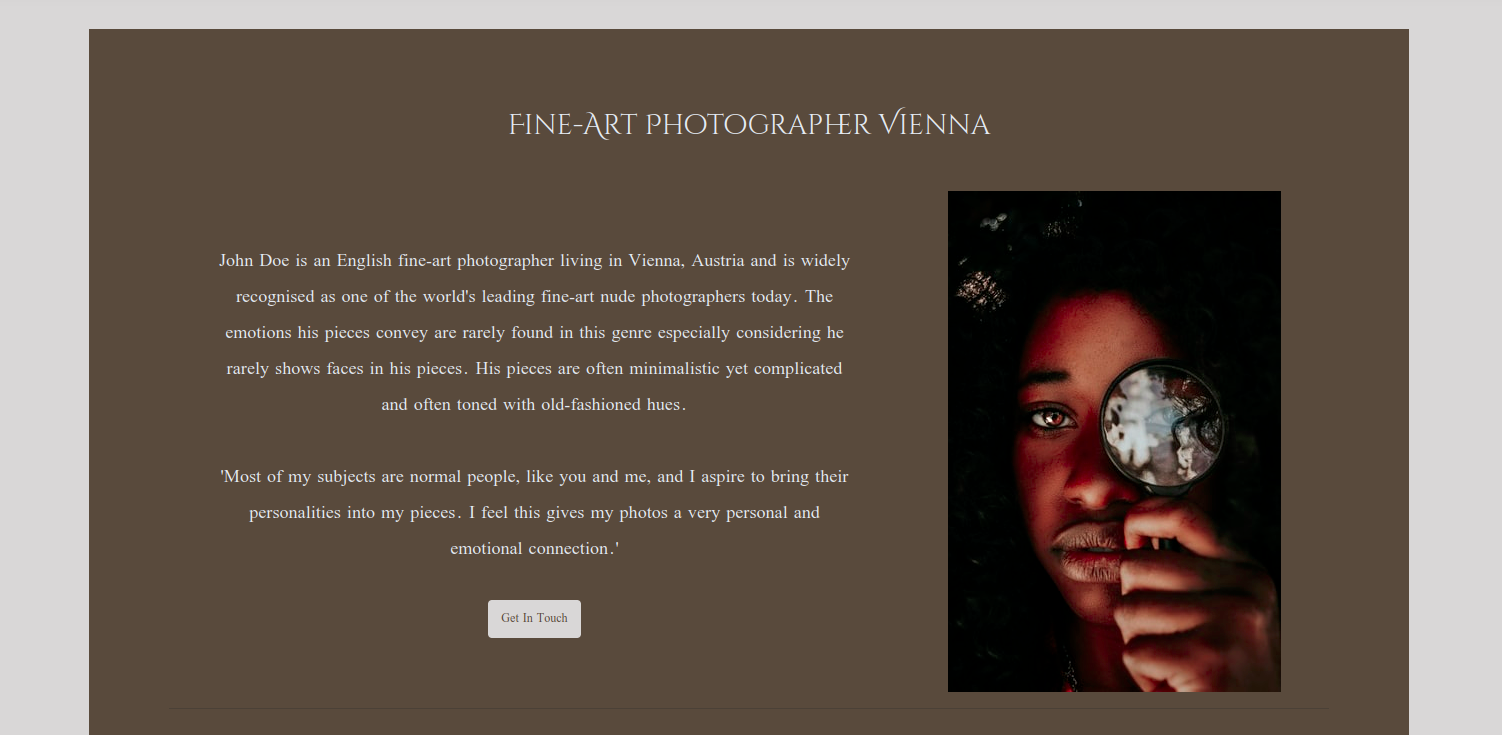 Fine-Art Photographer Vienna
John Doe is an English fine-art photographer living in Vienna, Austria and is widely
recognised as one of the world's leading fine-art nude photographers today. The
emotions his pieces convey are rarely found in this genre especially considering he
rarely shows faces in his pieces. His pieces are often minimalistic yet complicated
and often toned with old-fashioned hues.
'Most of my subjects are normal people, like you and me, and I aspire to bring their
personalities into my pieces. I feel this gives my photos a very personal and
emotional connection.'
Get In Touch